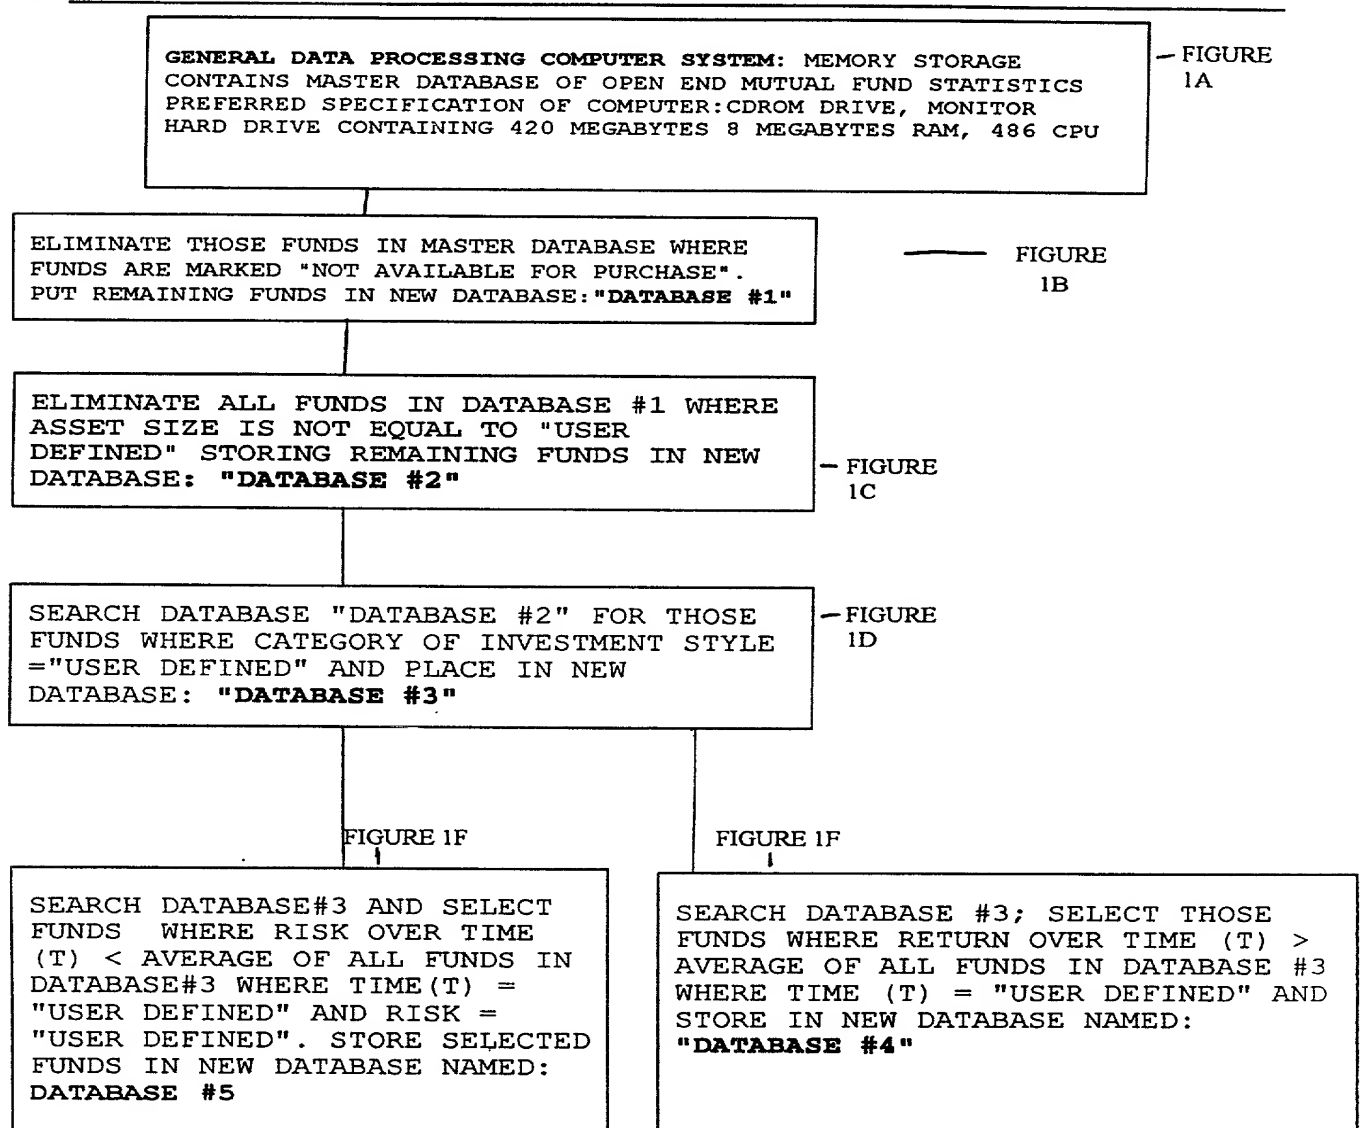 GENERAL DATA PROCESSING COMPUTER SYSTEM: MEMORY STORAGE
CONTAINS MASTER DATABASE OF OPEN END MUTUAL FUND STATISTICS
PREFERRED SPECIFICATION OF COMPUTER:CDROM DRIVE, MONITOR
HARD DRIVE CONTAINING 420 MEGABYTES 8 MEGABYTES RAM, 486 CPU
FIGURE
1A
ELIMINATE THOSE FUNDS IN MASTER DATABASE WHERE
FUNDS ARE MARKED "NOT AVAILABLE FOR PURCHASE".
PUT REMAINING FUNDS IN NEW DATABASE:"DATABASE #1"
FIGURE
1B
ELIMINATE ALL FUNDS IN DATABASE #1 WHERE
ASSET SIZE IS NOT EQUAL TO "USER
DEFINED" STORING REMAINING FUNDS IN NEW
DATABASE: "DATABASE #2"
FIGURE
1C
SEARCH DATABASE "DATABASE #2" FOR THOSE
FUNDS WHERE CATEGORY OF INVESTMENT STYLE
="USER DEFINED" AND PLACE IN NEW
DATABASE: "DATABASE #3"
FIGURE
1D
FIGURE 1F
SEARCH DATABASE#3 AND SELECT
FUNDS WHERE RISK OVER TIME
(T) < AVERAGE OF ALL FUNDS IN
DATABASE#3 WHERE TIME(T) =
"USER DEFINED" AND RISK =
"USER DEFINED". STORE SELECTED
FUNDS IN NEW DATABASE NAMED:
DATABASE #5
FIGURE 1F
SEARCH DATABASE #3; SELECT THOSE
FUNDS WHERE RETURN OVER TIME (T) >
AVERAGE OF ALL FUNDS IN DATABASE #3
WHERE TIME (T) = "USER DEFINED" AND
STORE IN NEW DATABASE NAMED:
"DATABASE #4"